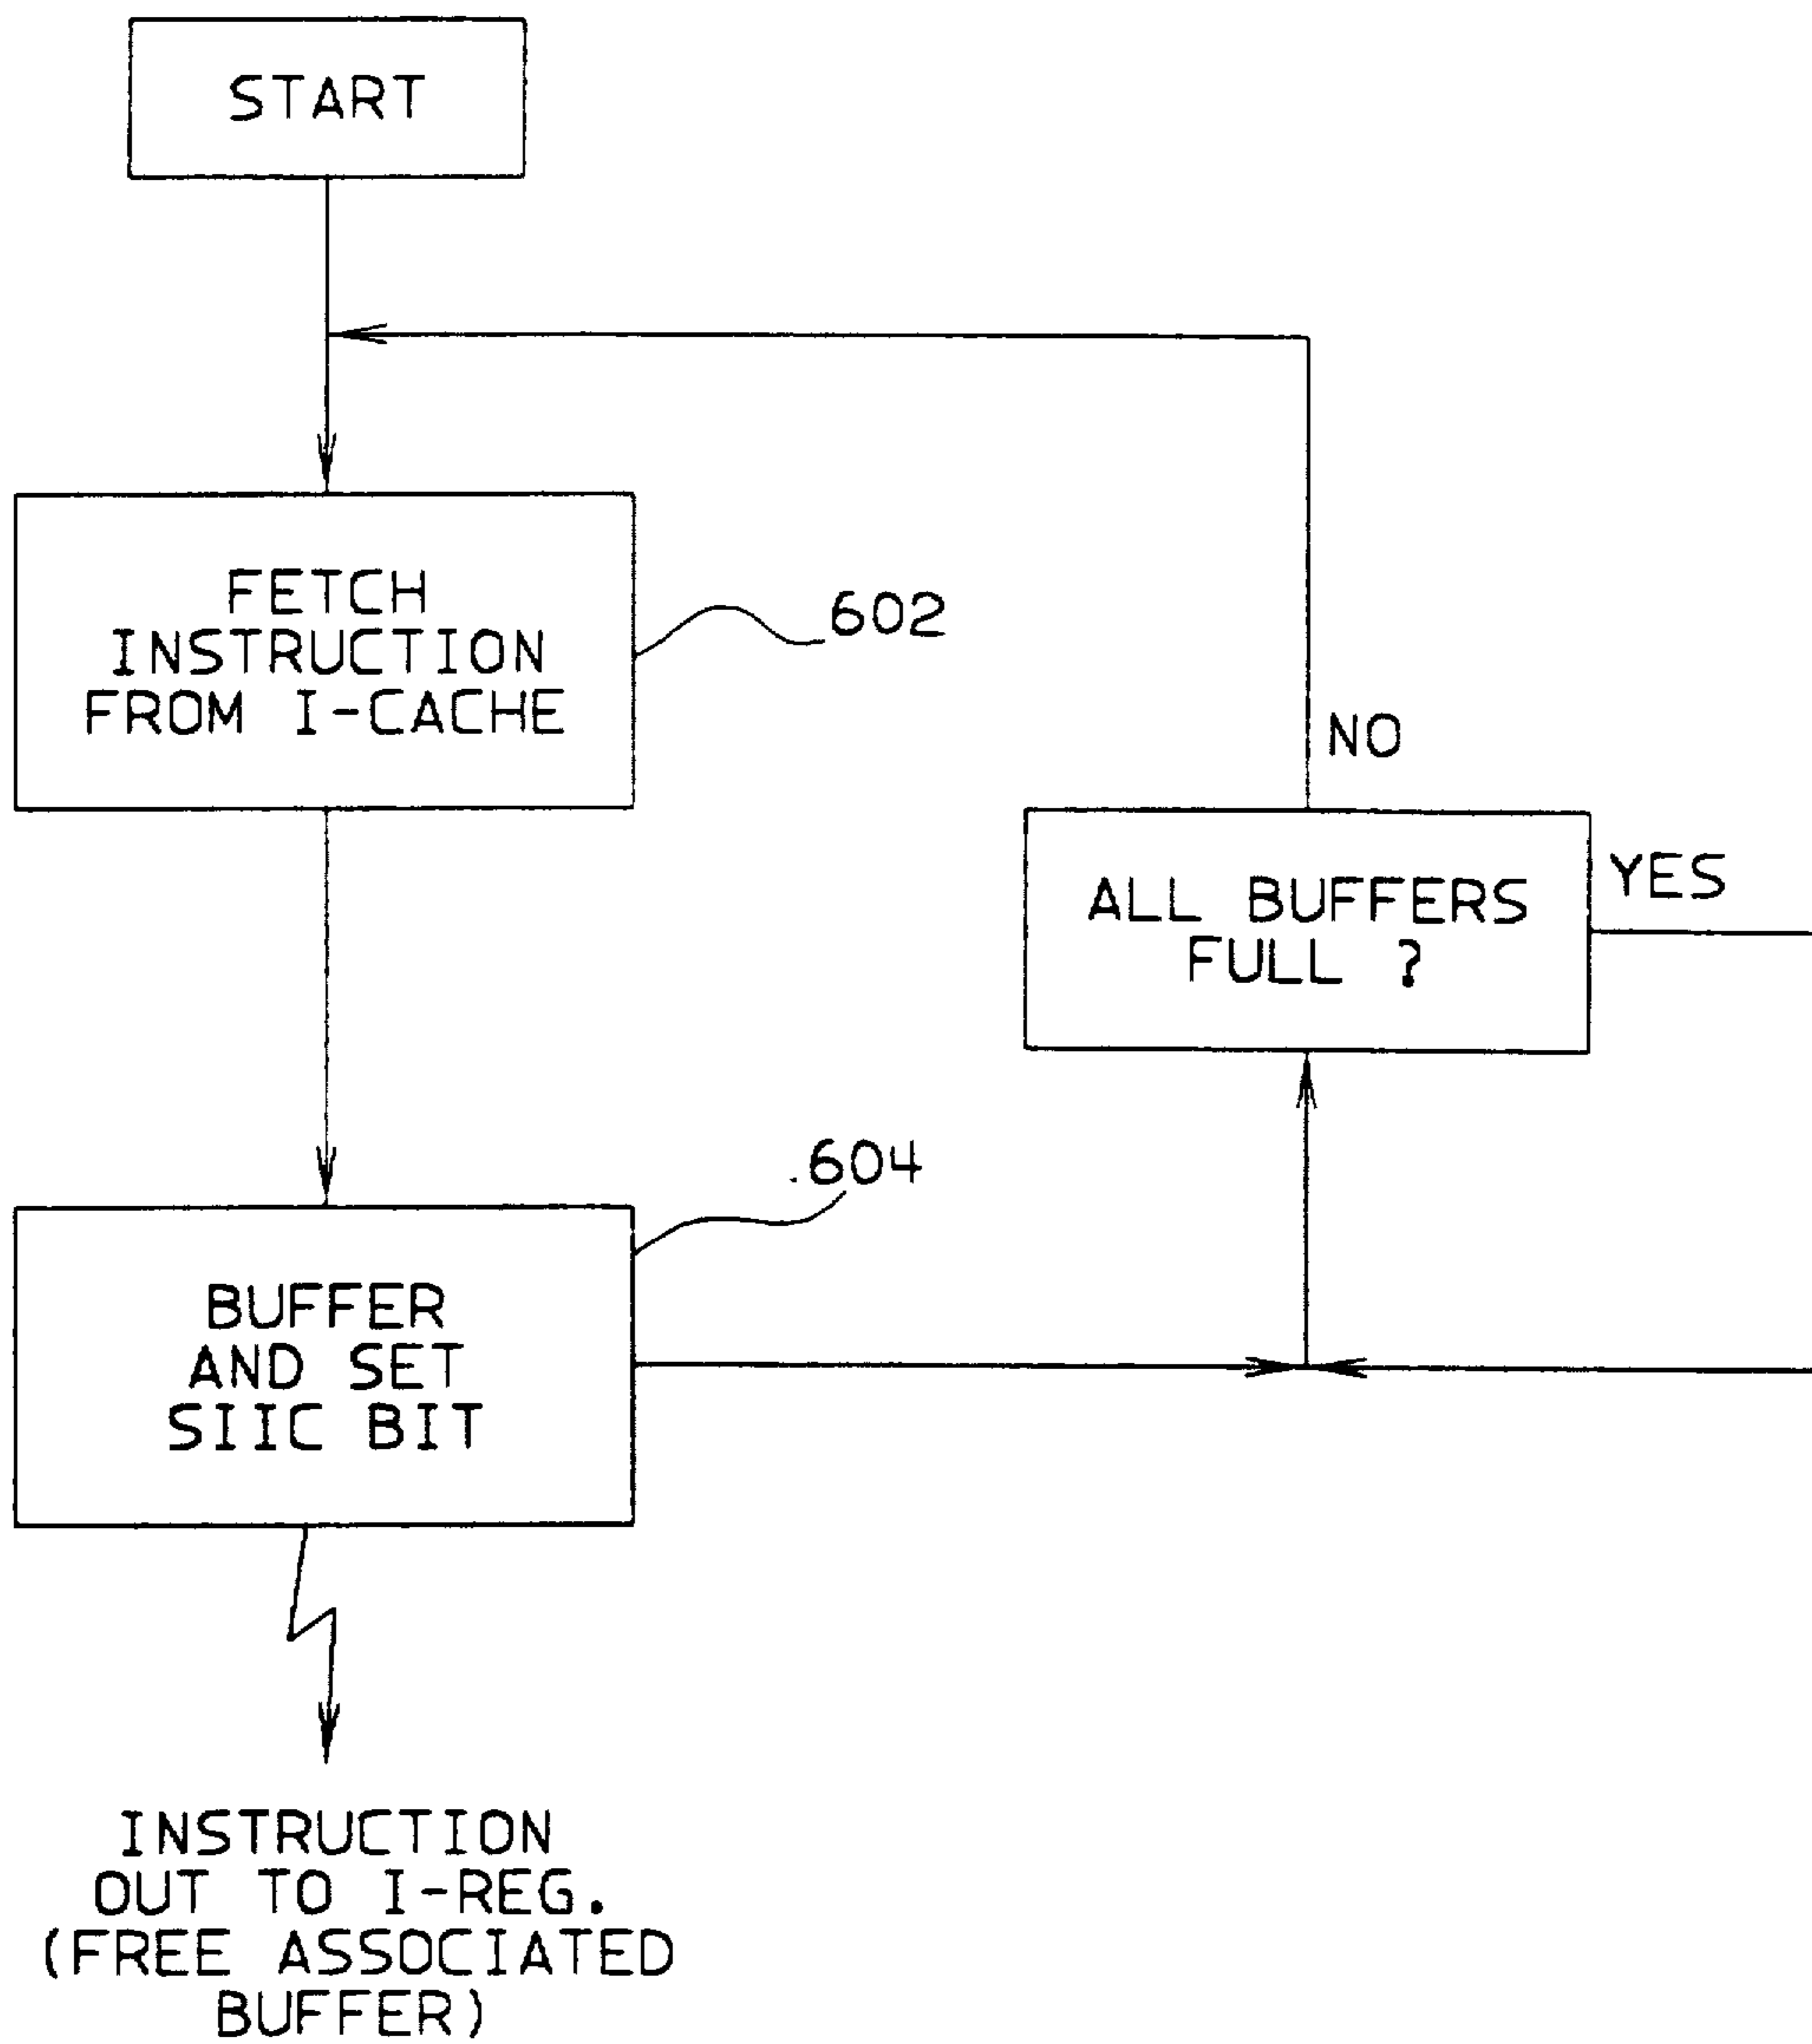 START
FETCH
INSTRUCTION
FROM I-CACHE
602
NO
ALL BUFFERS
FULL ?
YES
.604
BUFFER
AND SET
SIIC BIT
INSTRUCTION
OUT TO I-REG.
(FREE ASSOCIATED
BUFFER)